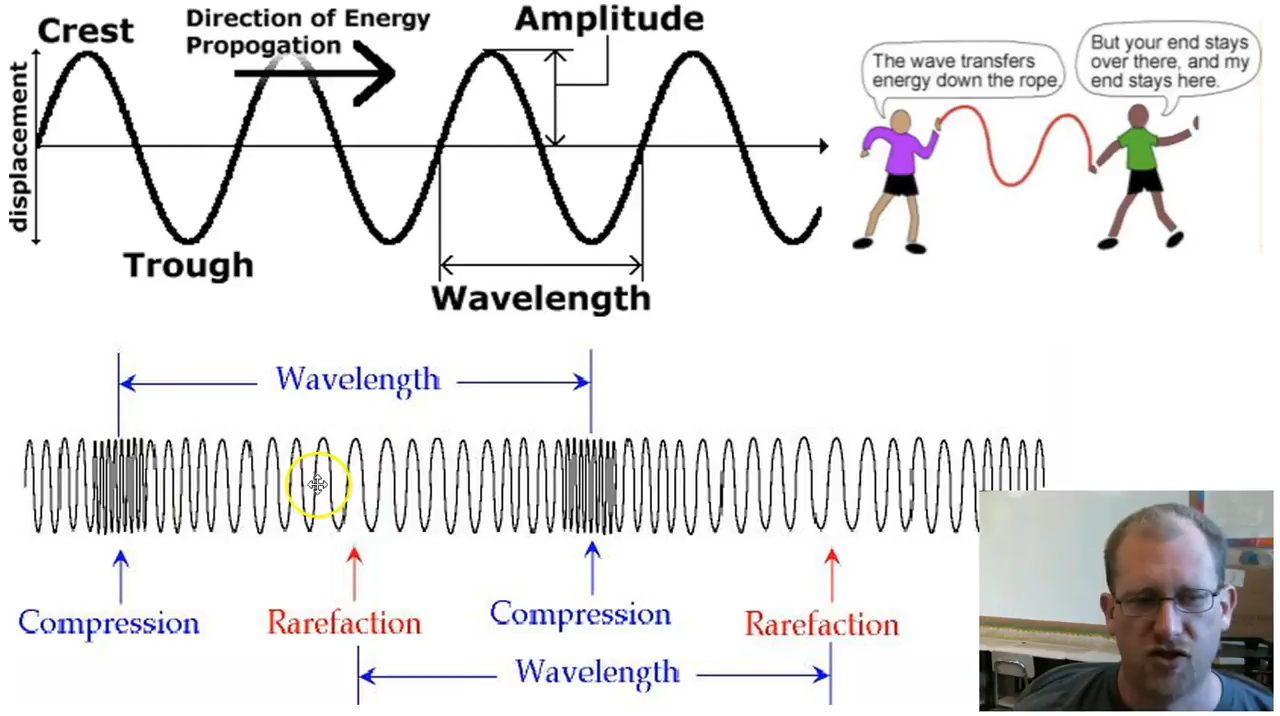 Crest
Direction of Energy
Propogation
Amplitude
displacement
Trough
Wavelength
The wave transfers
energy down the rope.
But your end stays
over there, and my
end stays here.
Wavelength
Compression
Rarefaction
Compression
Rarefaction
Wavelength